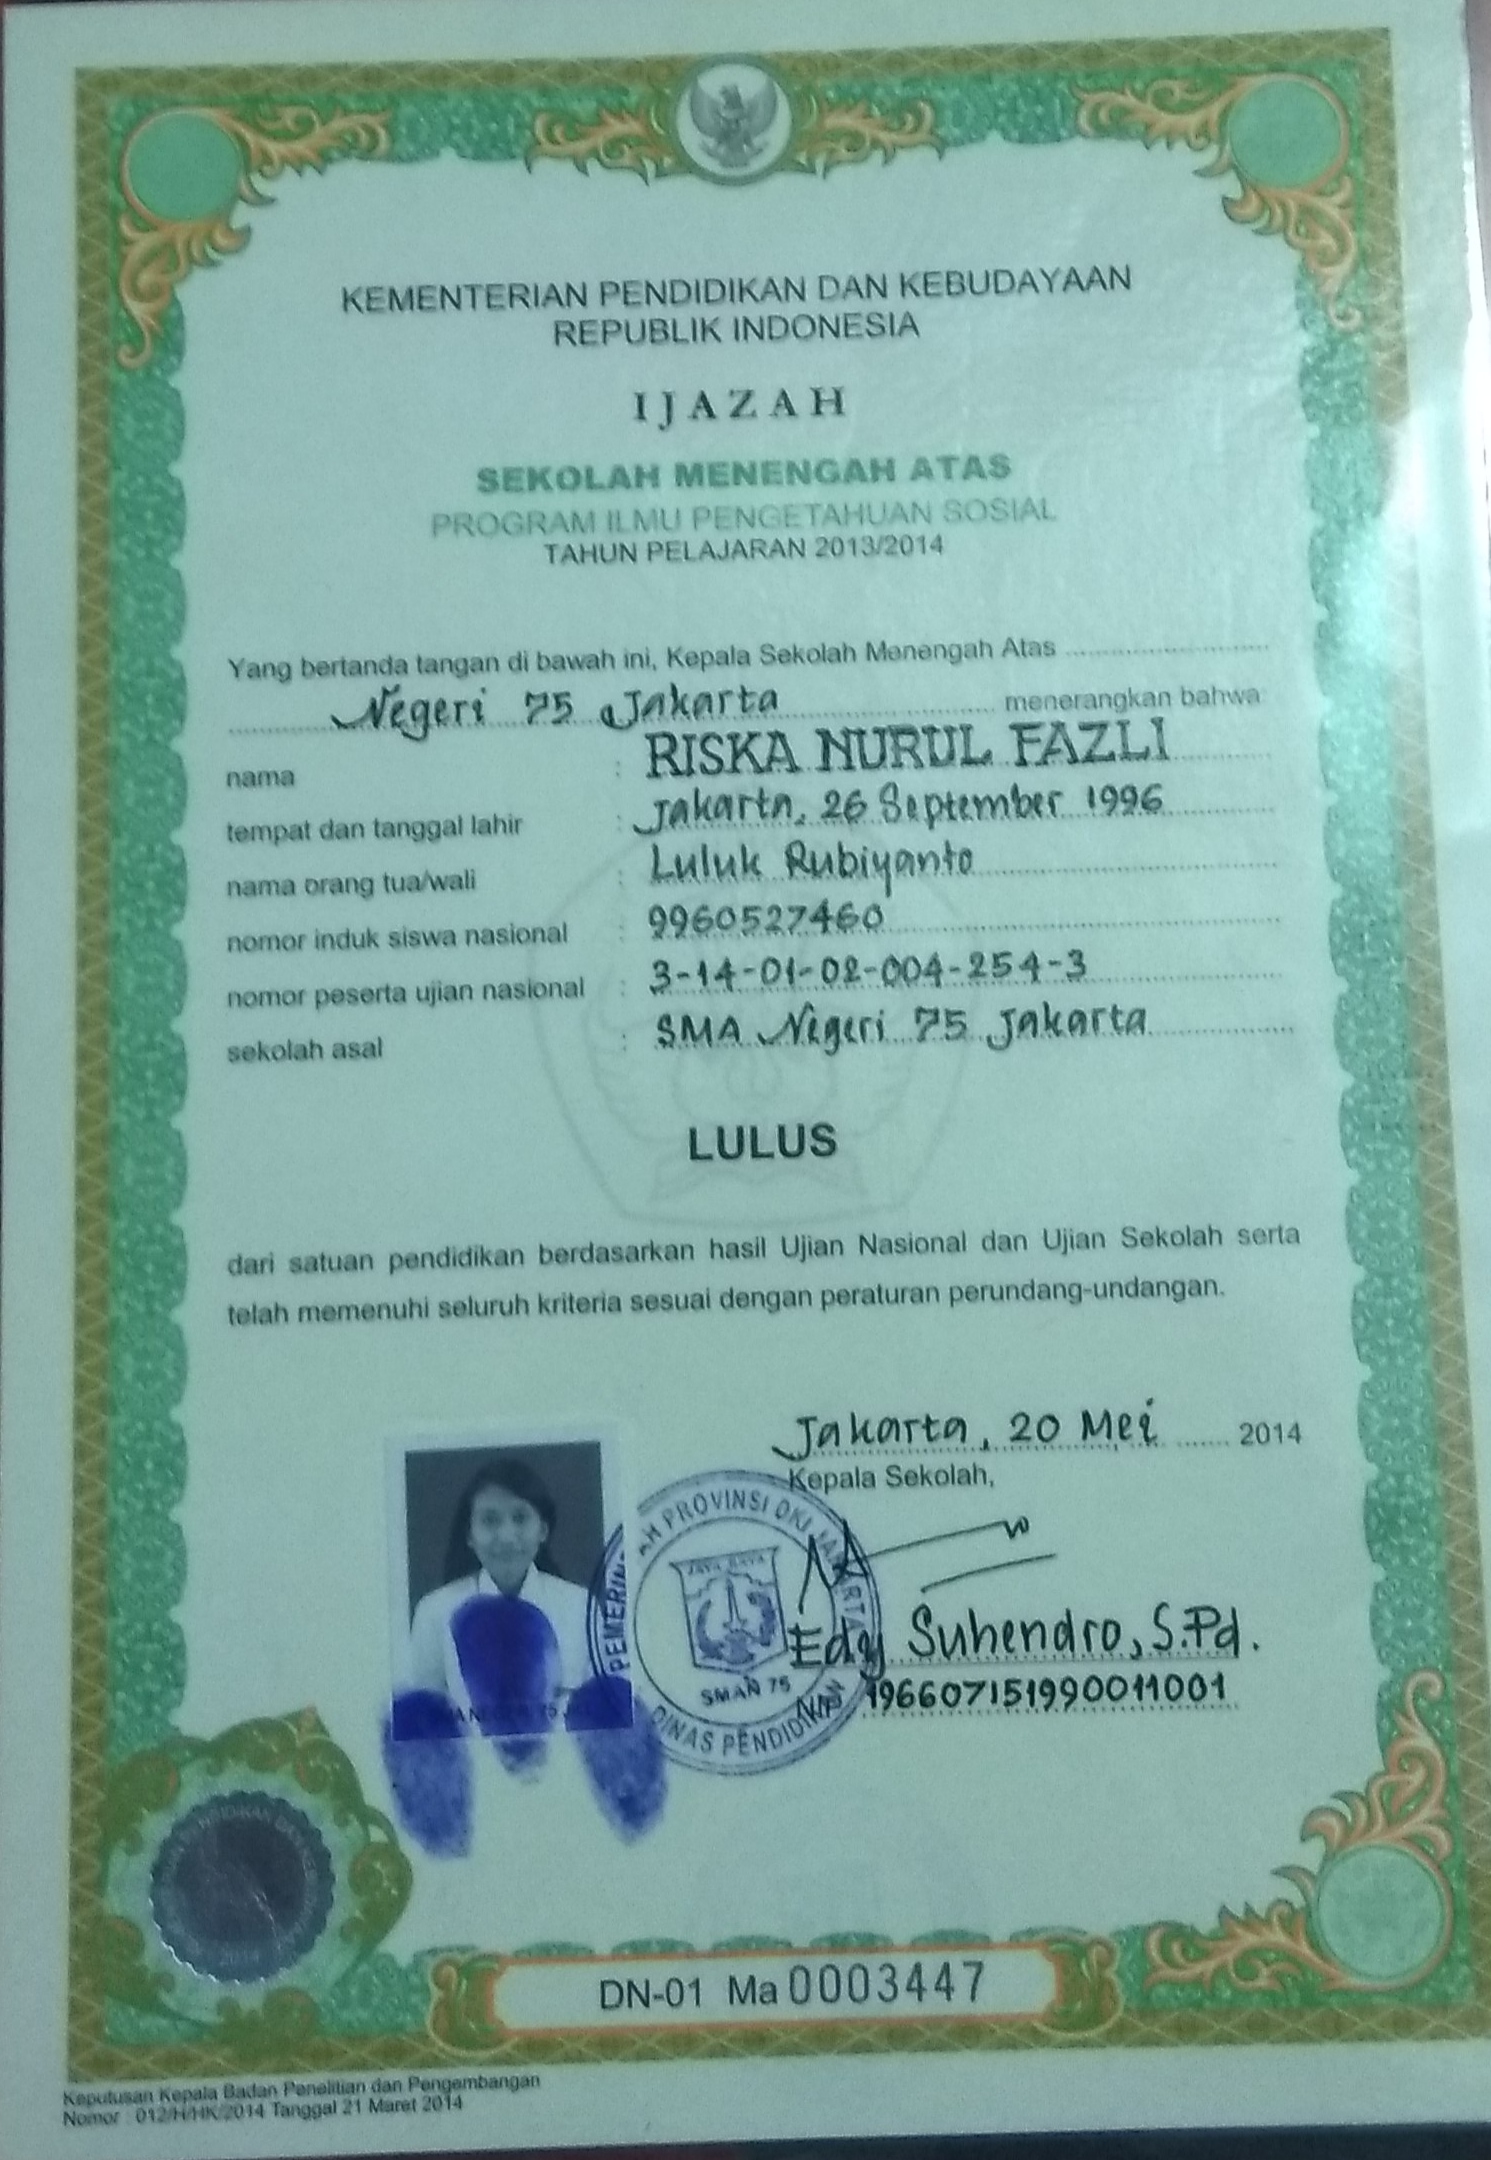 KEMENTERIAN PENDIDIKAN DAN KEBUDAYAAN
REPUBLIK INDONESIA
IJAZAH
SEKOLAH MENENGAH ATAS
PROGRAM ILMU PENGETAHUAN SOSIAL
TAHUN PELAJARAN 2013/2014
Yang bertanda tangan di bawah ini, Kepala Sekolah Menengah Atas
Negeri 75 Jakarta menerangkan bahwa:
nama : RISKA NURUL FAZLI
tempat dan tanggal lahir : Jakarta, 26 September 1996
nama orang tua/wali : Luluk Rubiyanto
nomor induk siswa nasional : 9960527460
nomor peserta ujian nasional : 3-14-01-02-004-254-3
sekolah asal : SMA Negeri 75 Jakarta
LULUS
dari satuan pendidikan berdasarkan hasil Ujian Nasional dan Ujian Sekolah serta
telah memenuhi seluruh kriteria sesuai dengan peraturan perundang-undangan.
Jakarta, 20 Mei 2014
Kepala Sekolah,
PROVINSI DKI JAKARTA
JAYA RAYA
SMAN 75
DINAS PENDIDIKAN
Edy Suhendro, S.Pd.
NIP 196607151990011001
DN-01 Ma 0003447
Keputusan Kepala Badan Penelitian dan Pengembangan
Nomor : 012/H/HK/2014 Tanggal 21 Maret 2014